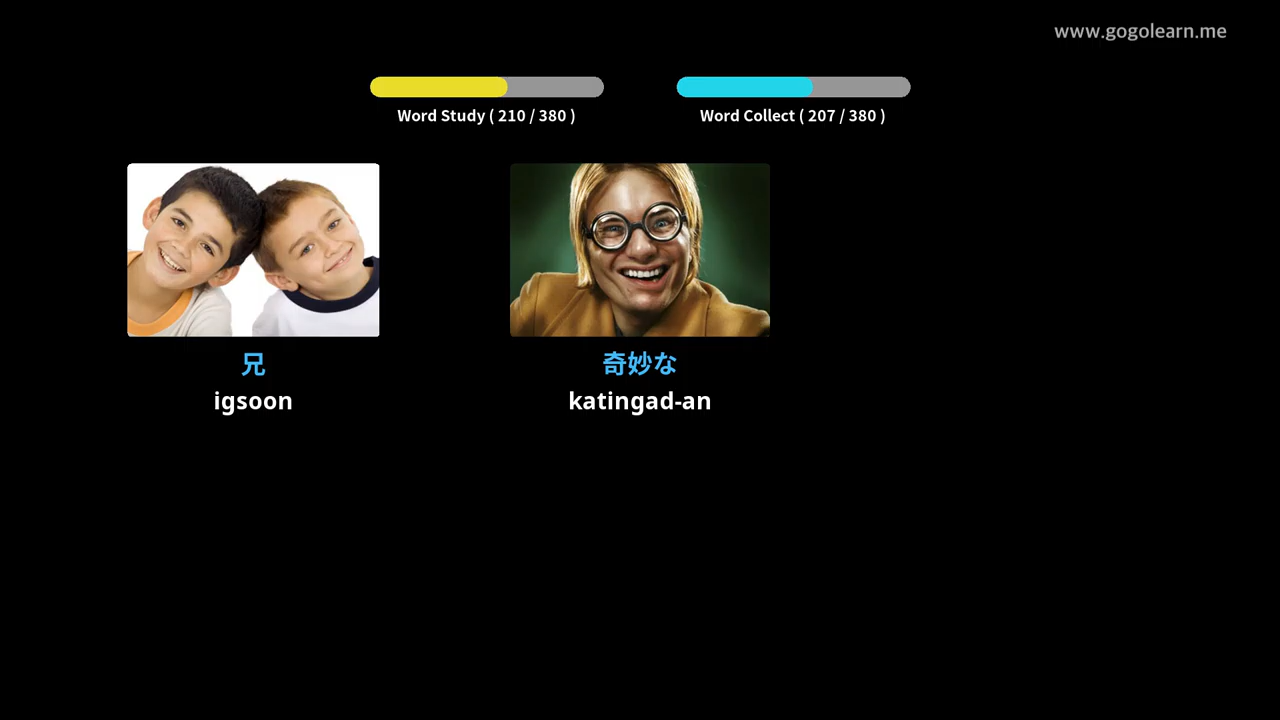 www.gogolearn.me
Word Study ( 210 / 380 )
Word Collect ( 207 / 380 )
兄
igsoon
奇妙な
katingad-an